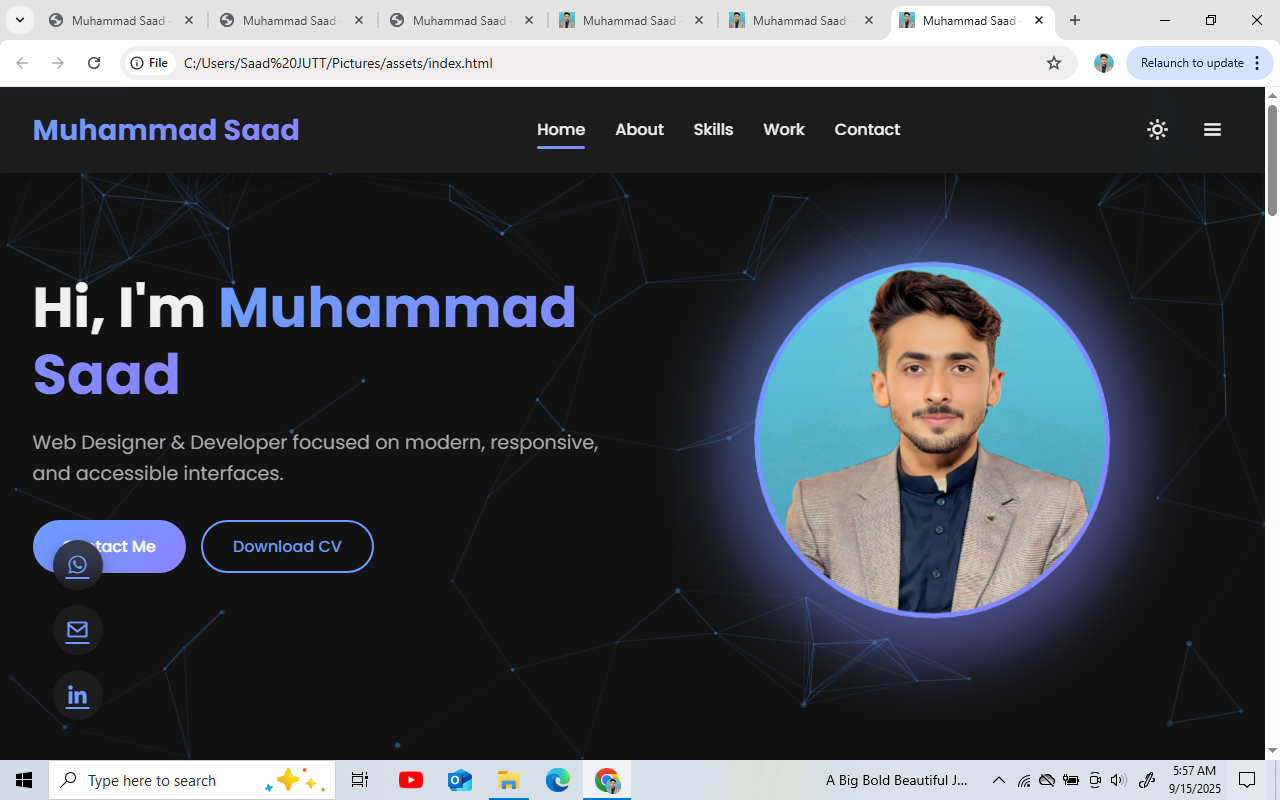 Muhammad Saad -
Muhammad Saad -
Muhammad Saad -
Muhammad Saad -
Muhammad Saad -
Muhammad Saad -
File
C:/Users/Saad%20JUTT/Pictures/assets/index.html
Relaunch to update
Muhammad Saad
Home About Skills Work Contact
Hi, I'm Muhammad
Saad
Web Designer & Developer focused on modern, responsive,
and accessible interfaces.
tact Me
Download CV
in
Type here to search
A Big Bold Beautiful J...
5:57 AM
9/15/2025